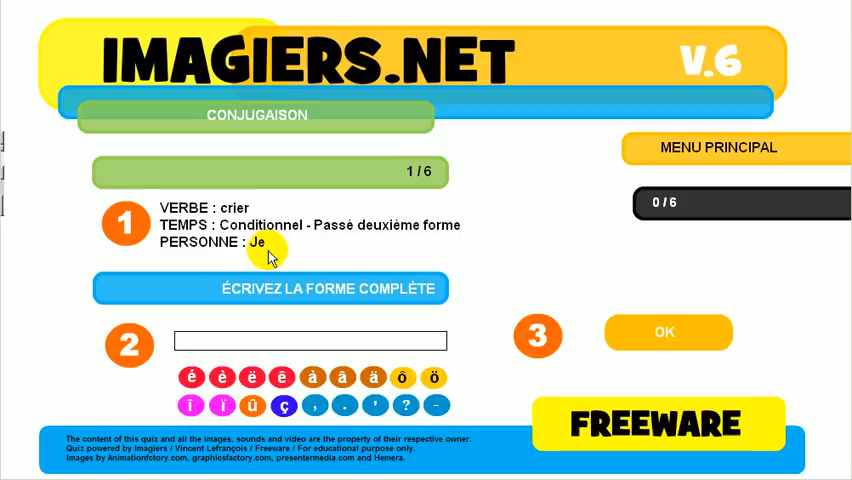 IMAGIERS.NET
V.6
CONJUGAISON
MENU PRINCIPAL
1 / 6
0 / 6
1
VERBE : crier
TEMPS : Conditionnel - Passé deuxième forme
PERSONNE : Je
ÉCRIVEZ LA FORME COMPLÈTE
2
3
OK
é è ë ê à â ä ô ö
î ï û ç , . ' ? -
FREEWARE
The content of this quiz and all the images, sounds and video are the property of their respective owner.
Quiz powered by Imagiers / Vincent Lefrançois / Freeware / For educational purpose only.
Images by Animationfctory.com, graphicsfactory.com, presentermedia.com and Hemera.